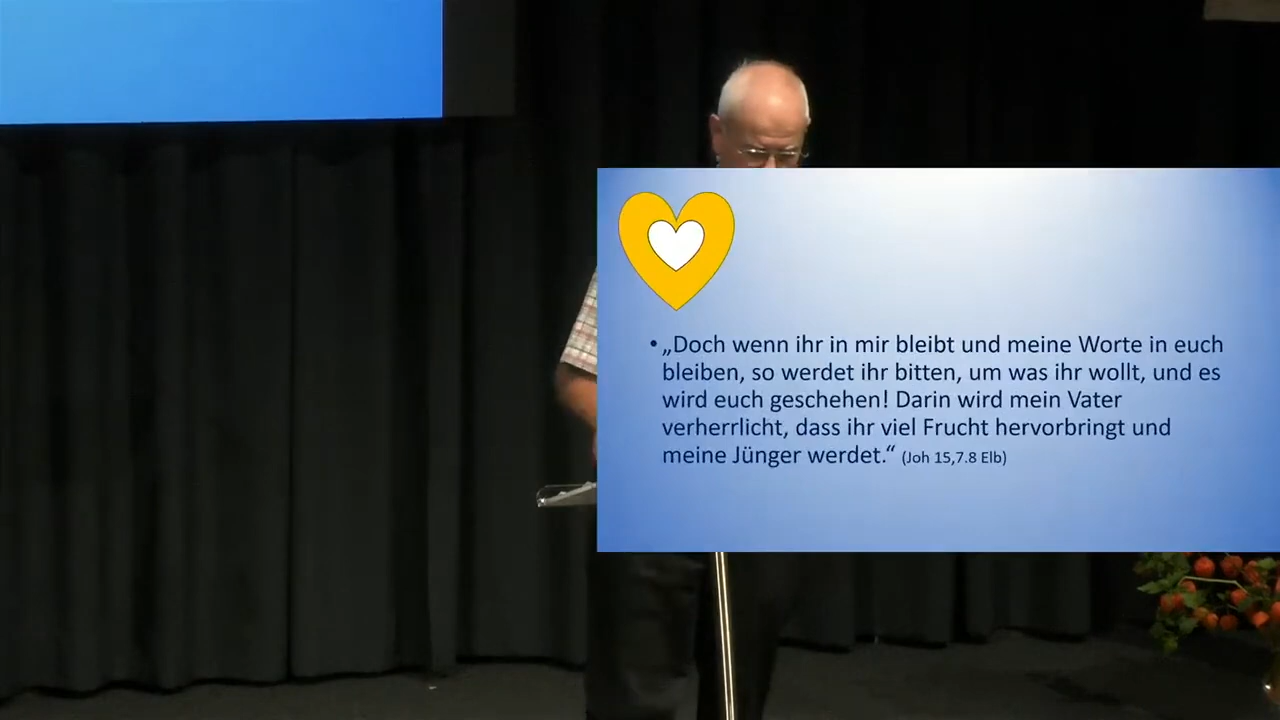 • „Doch wenn ihr in mir bleibt und meine Worte in euch
bleiben, so werdet ihr bitten, um was ihr wollt, und es
wird euch geschehen! Darin wird mein Vater
verherrlicht, dass ihr viel Frucht hervorbringt und
meine Jünger werdet.“ (Joh 15,7.8 Elb)